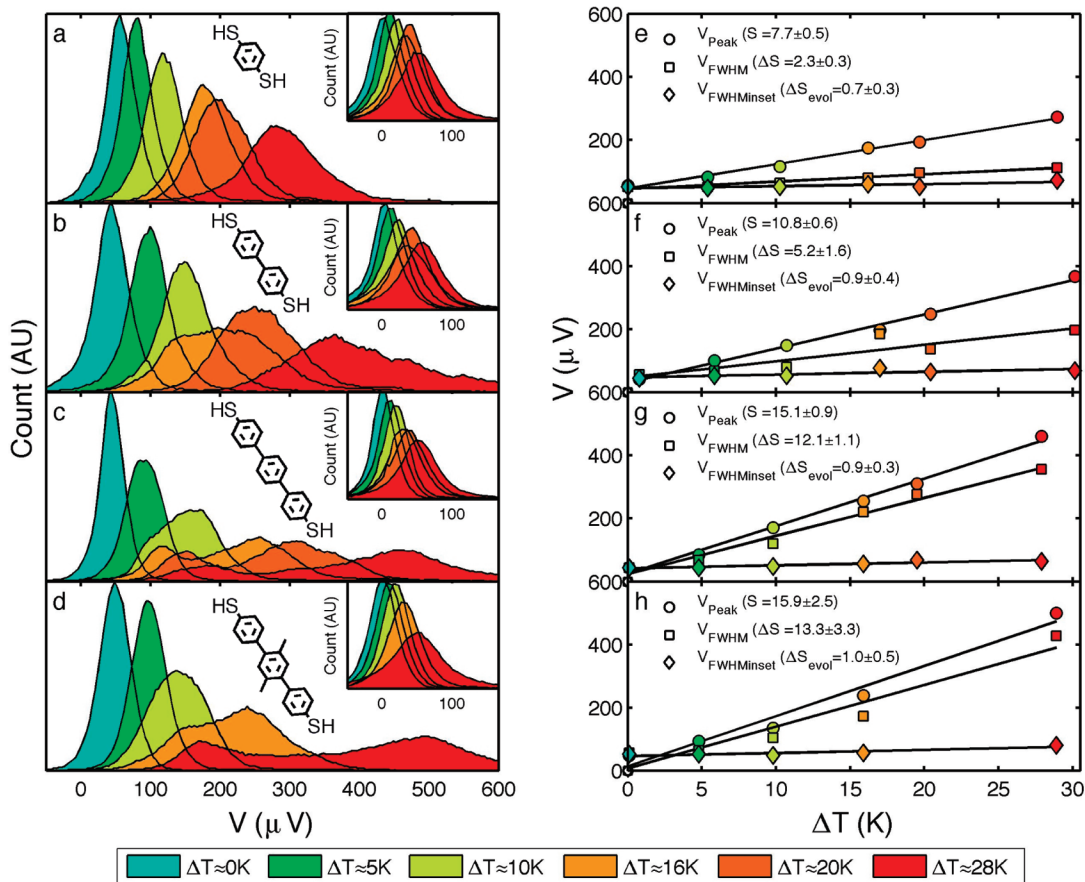 a
HS
SH
Count (AU)
0 100
b
HS
SH
Count (AU)
0 100
c
HS
SH
Count (AU)
0 100
d
HS
SH
Count (AU)
0 100
Count (AU)
0 100 200 300 400 500 600
V (μ V)
e
V_Peak (S =7.7±0.5)
V_FWHM (ΔS =2.3±0.3)
V_FWHMinset (ΔS_evol=0.7±0.3)
600
400
200
0
f
V_Peak (S =10.8±0.6)
V_FWHM (ΔS =5.2±1.6)
V_FWHMinset (ΔS_evol=0.9±0.4)
600
400
200
0
g
V_Peak (S =15.1±0.9)
V_FWHM (ΔS =12.1±1.1)
V_FWHMinset (ΔS_evol=0.9±0.3)
600
400
200
0
h
V_Peak (S =15.9±2.5)
V_FWHM (ΔS =13.3±3.3)
V_FWHMinset (ΔS_evol=1.0±0.5)
600
400
200
0
V (μ V)
0 5 10 15 20 25 30
ΔT (K)
ΔT≈0K ΔT≈5K ΔT≈10K ΔT≈16K ΔT≈20K ΔT≈28K